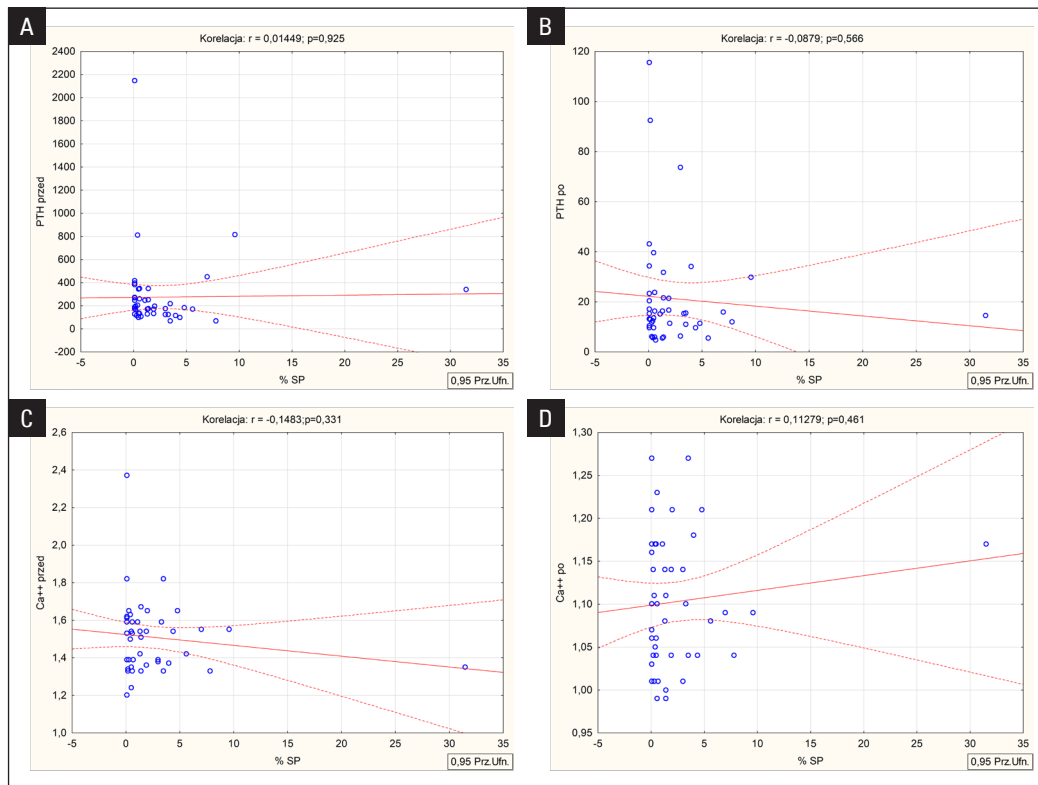 A
Korelacja: r = 0,01449; p=0,925
2400
2200
2000
1800
1600
1400
1200
1000
800
600
400
200
0
-200
PTH przed
-5 0 5 10 15 20 25 30 35
% SP
0,95 Prz.Ufn.
B
Korelacja: r = -0,0879; p=0,566
120
100
80
60
40
20
0
PTH po
-5 0 5 10 15 20 25 30 35
% SP
0,95 Prz.Ufn.
C
Korelacja: r = -0,1483;p=0,331
2,6
2,4
2,2
2,0
1,8
1,6
1,4
1,2
1,0
Ca++ przed
-5 0 5 10 15 20 25 30 35
% SP
0,95 Prz.Ufn.
D
Korelacja: r = 0,11279; p=0,461
1,30
1,25
1,20
1,15
1,10
1,05
1,00
0,95
Ca++ po
-5 0 5 10 15 20 25 30 35
% SP
0,95 Prz.Ufn.